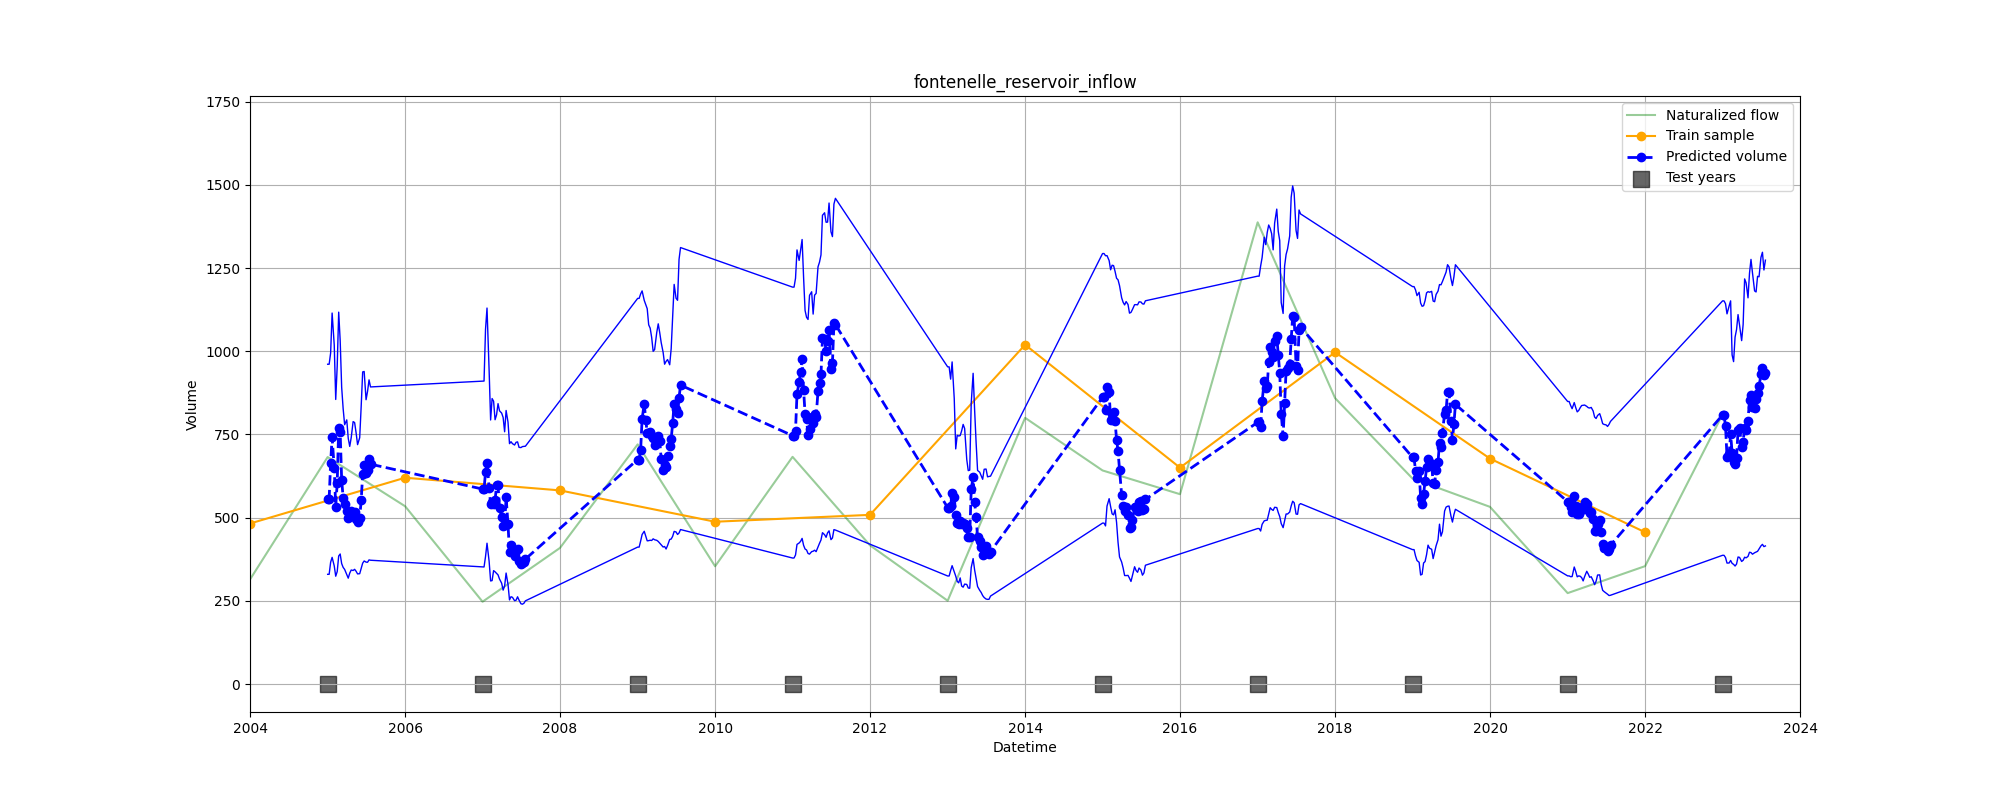 fontenelle_reservoir_inflow
1750
1500
1250
1000
750
500
250
0
Volume
Naturalized flow
Train sample
Predicted volume
Test years
2004 2006 2008 2010 2012 2014 2016 2018 2020 2022 2024
Datetime